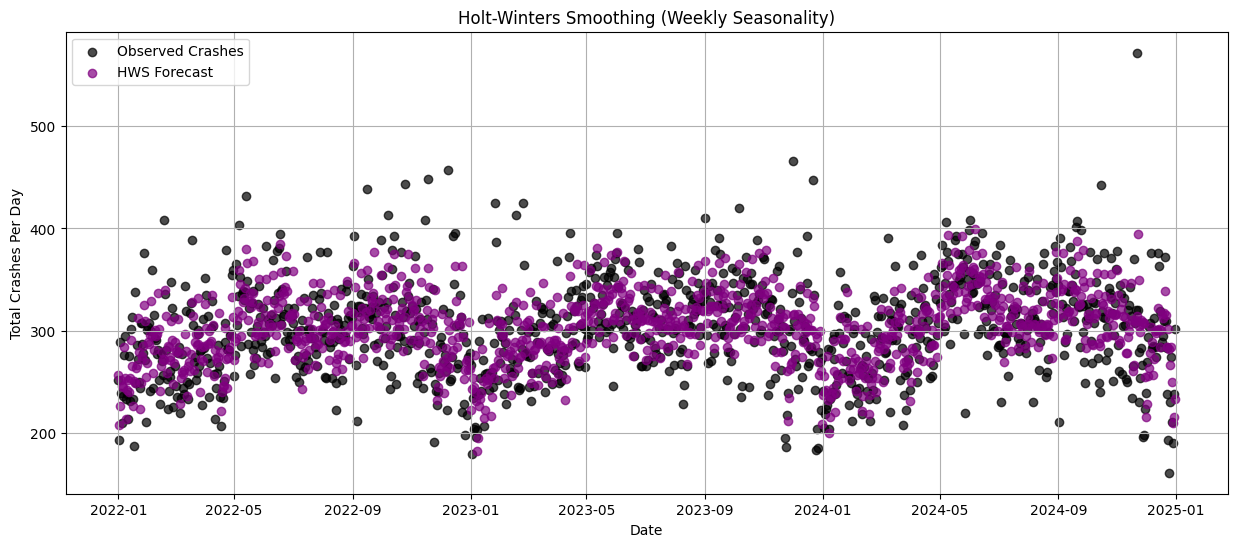 Holt-Winters Smoothing (Weekly Seasonality)
Observed Crashes
HWS Forecast
Total Crashes Per Day
500
400
300
200
2022-01 2022-05 2022-09 2023-01 2023-05 2023-09 2024-01 2024-05 2024-09 2025-01
Date